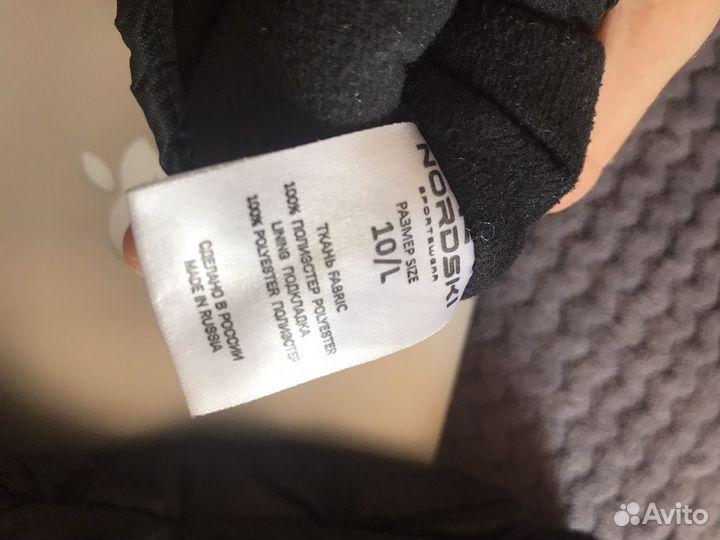 NORDSKI
SPORTSWEAR
РАЗМЕР SIZE
10/L
ТКАНЬ FABRIC
100% ПОЛИЭСТЕР POLYESTER
LINING ПОДКЛАДКА
100% POLYESTER ПОЛИЭСТЕР
СДЕЛАНО В РОССИИ
MADE IN RUSSIA
Avito